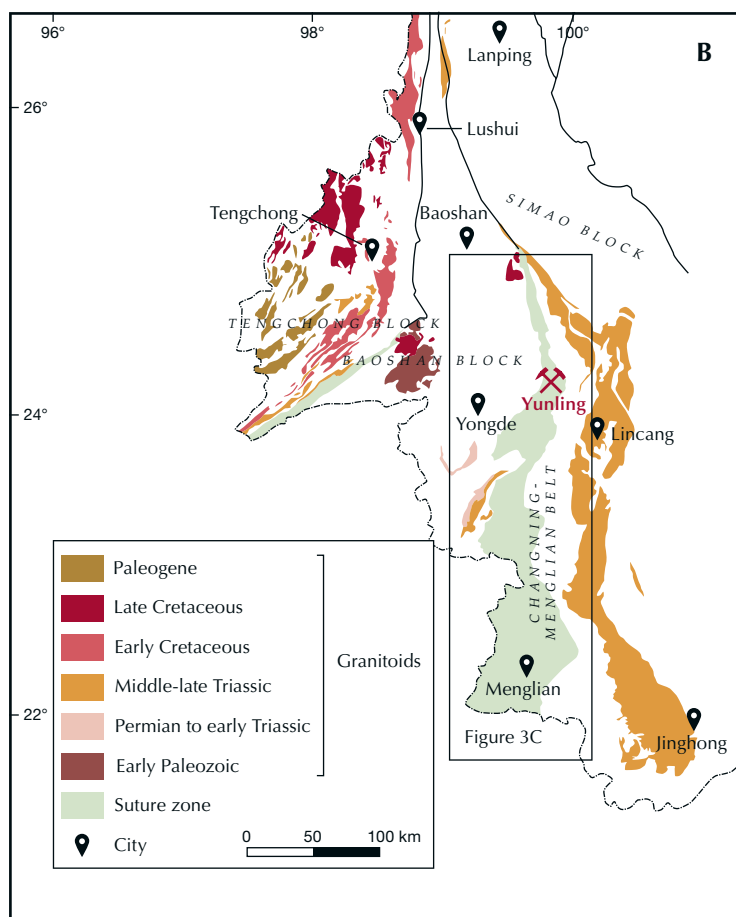 96°
98°
100°
B
Lanping
26°
Lushui
Tengchong
Baoshan
SIMAO BLOCK
TENGCHONG BLOCK
BAOSHAN BLOCK
24°
Yunling
Yongde
Lincang
CHANGNING-
MENGLIAN BELT
Paleogene
Late Cretaceous
Early Cretaceous
Granitoids
Middle-late Triassic
Permian to early Triassic
Early Paleozoic
Suture zone
City
0 50 100 km
Menglian
22°
Figure 3C
Jinghong